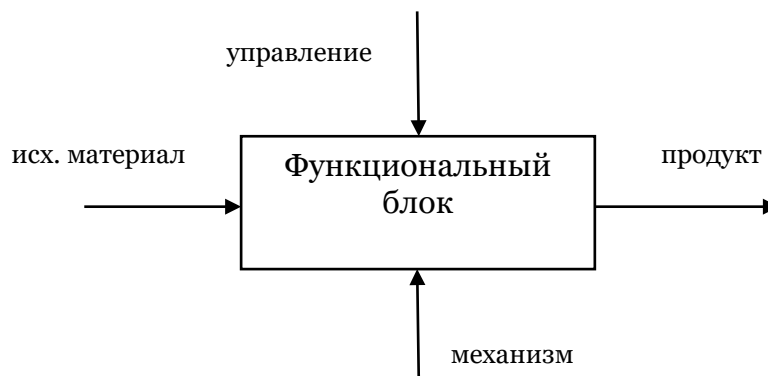 управление
исх. материал
Функциональный
блок
продукт
механизм